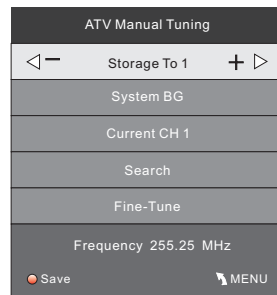 ATV Manual Tuning
Storage To 1
System BG
Current CH 1
Search
Fine-Tune
Frequency 255.25 MHz
Save MENU